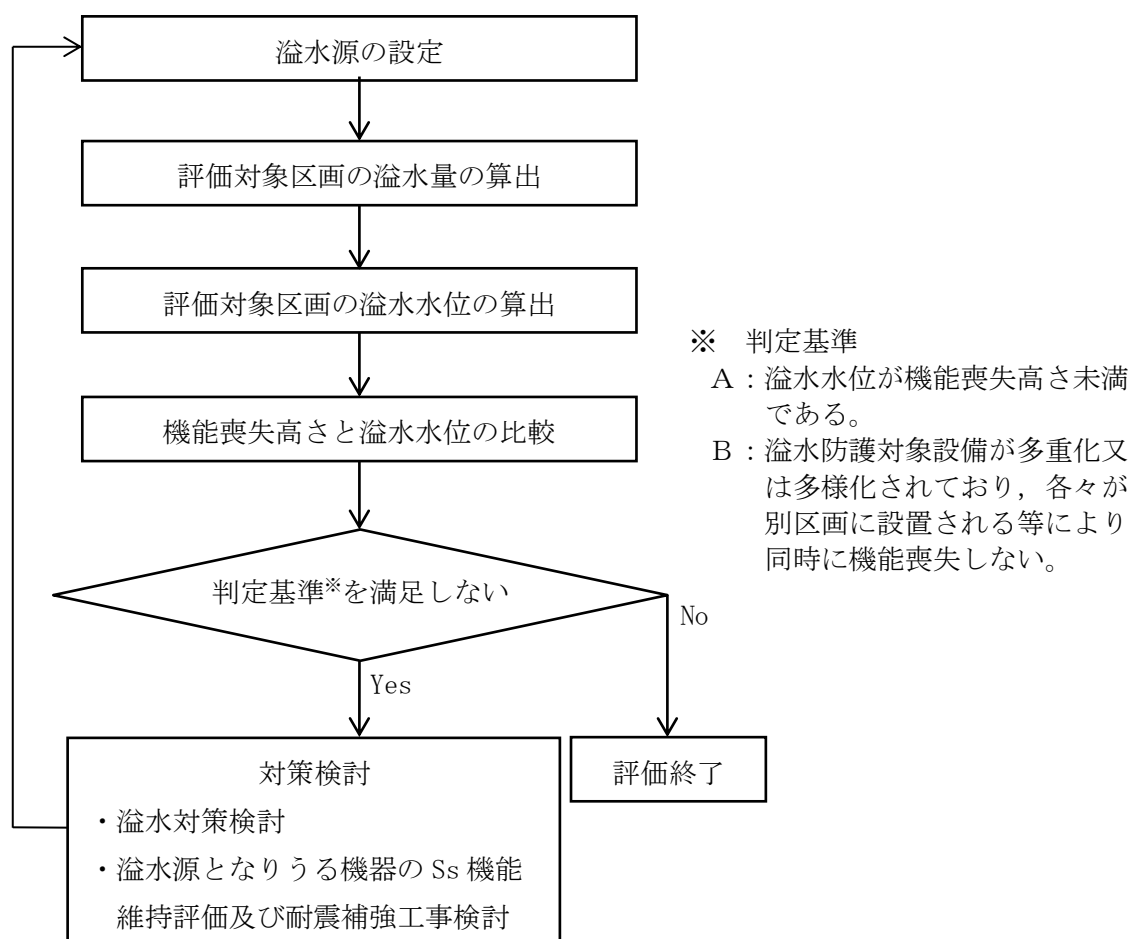 溢水源の設定
評価対象区画の溢水量の算出
評価対象区画の溢水水位の算出
機能喪失高さと溢水水位の比較
※　判定基準
Ａ：溢水水位が機能喪失高さ未満
である。
Ｂ：溢水防護対象設備が多重化又
は多様化されており，各々が
別区画に設置される等により
同時に機能喪失しない。
判定基準※を満足しない
No
Yes
対策検討
・溢水対策検討
・溢水源となりうる機器の Ss 機能
維持評価及び耐震補強工事検討
評価終了